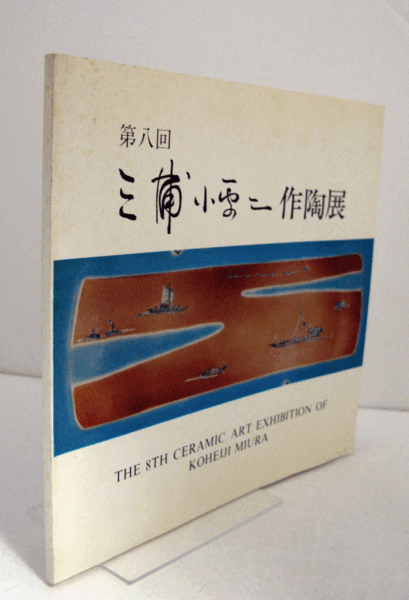 第八回
三浦小平二作陶展
THE 8TH CERAMIC ART EXHIBITION OF
KOHEIJI MIURA